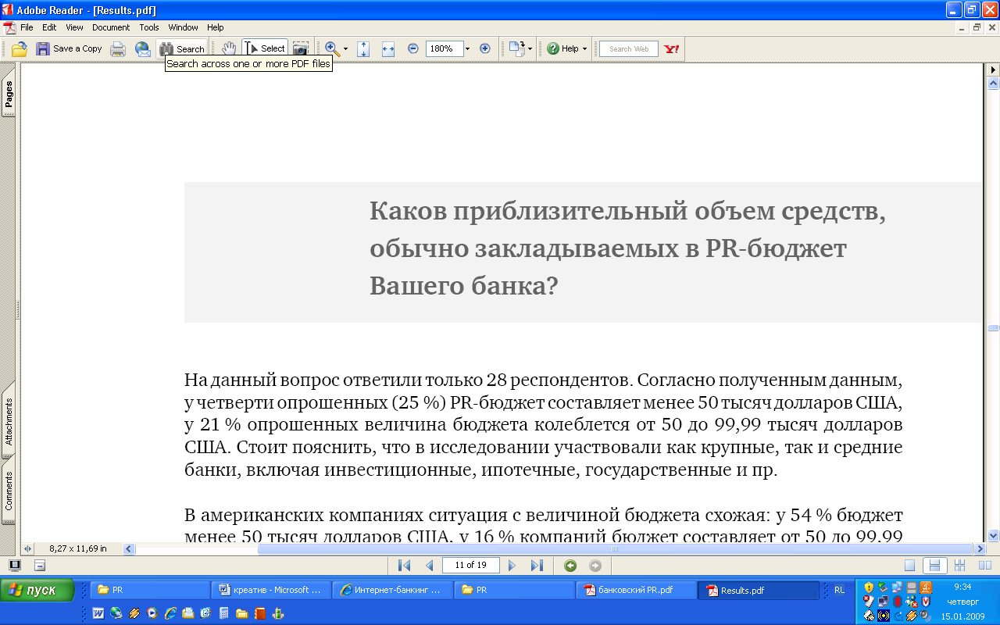 Adobe Reader - [Results.pdf]
File Edit View Document Tools Window Help
Save a Copy Search Select 180% Help Search Web Y!
Search across one or more PDF files
Pages
Каков приблизительный объем средств,
обычно закладываемых в PR-бюджет
Вашего банка?
На данный вопрос ответили только 28 респондентов. Согласно полученным данным,
у четверти опрошенных (25 %) PR-бюджет составляет менее 50 тысяч долларов США,
у 21 % опрошенных величина бюджета колеблется от 50 до 99,99 тысяч долларов
США. Стоит пояснить, что в исследовании участвовали как крупные, так и средние
банки, включая инвестиционные, ипотечные, государственные и пр.
В американских компаниях ситуация с величиной бюджета схожая: у 54 % бюджет
менее 50 тысяч долларов США, у 16 % компаний бюджет составляет от 50 до 99,99
Attachments
Comments
8,27 x 11,69 in
11 of 19
пуск PR креатив - Microsoft ... Интернет-банкинг ... PR банковский PR.pdf Results.pdf RL 9:34
четверг
15.01.2009